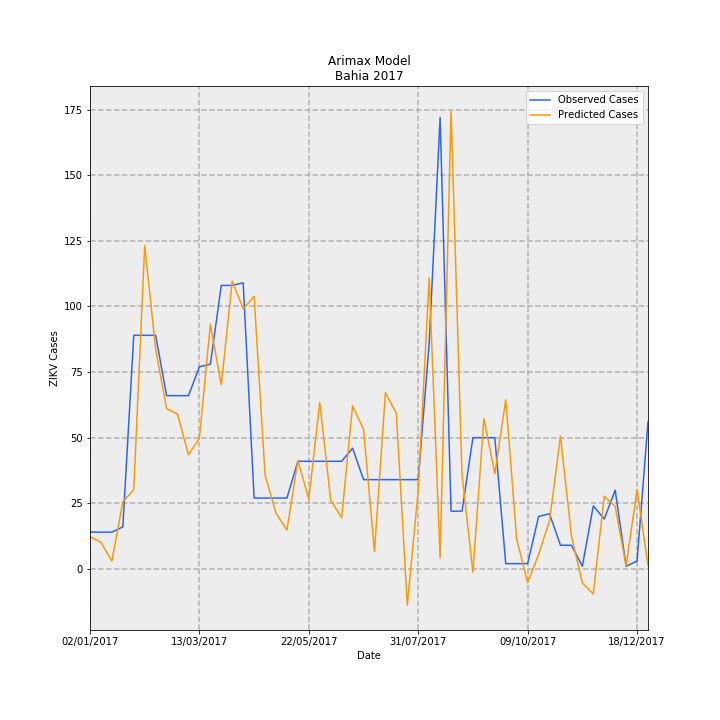 Arimax Model
Bahia 2017
Observed Cases
Predicted Cases
175
150
125
100
75
50
25
0
ZIKV Cases
02/01/2017
13/03/2017
22/05/2017
31/07/2017
09/10/2017
18/12/2017
Date